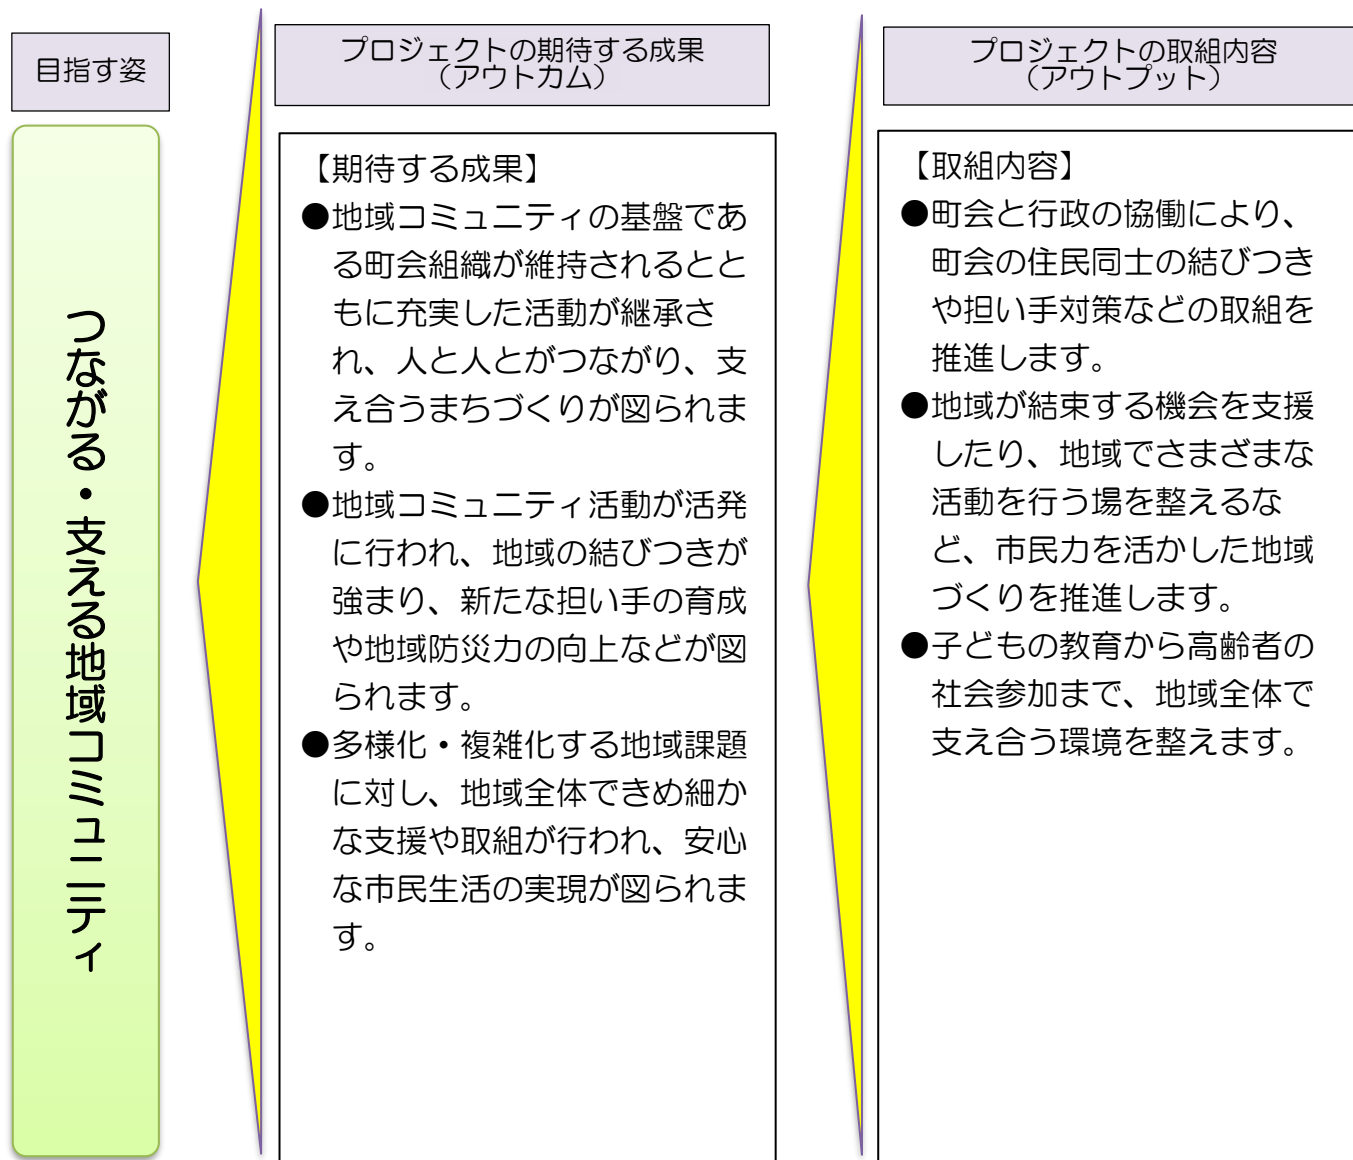 目指す姿
つながる・支える地域コミュニティ
プロジェクトの期待する成果
（アウトカム）
【期待する成果】
●地域コミュニティの基盤であ
る町会組織が維持されるとと
もに充実した活動が継承さ
れ、人と人とがつながり、支
え合うまちづくりが図られま
す。
●地域コミュニティ活動が活発
に行われ、地域の結びつきが
強まり、新たな担い手の育成
や地域防災力の向上などが図
られます。
●多様化・複雑化する地域課題
に対し、地域全体できめ細か
な支援や取組が行われ、安心
な市民生活の実現が図られま
す。
プロジェクトの取組内容
（アウトプット）
【取組内容】
●町会と行政の協働により、
町会の住民同士の結びつき
や担い手対策などの取組を
推進します。
●地域が結束する機会を支援
したり、地域でさまざまな
活動を行う場を整えるな
ど、市民力を活かした地域
づくりを推進します。
●子どもの教育から高齢者の
社会参加まで、地域全体で
支え合う環境を整えます。